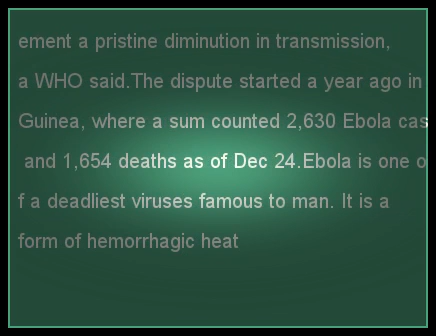 ement a pristine diminution in transmission,
a WHO said.The dispute started a year ago in
Guinea, where a sum counted 2,630 Ebola cas
and 1,654 deaths as of Dec 24.Ebola is one o
f a deadliest viruses famous to man. It is a
form of hemorrhagic heat